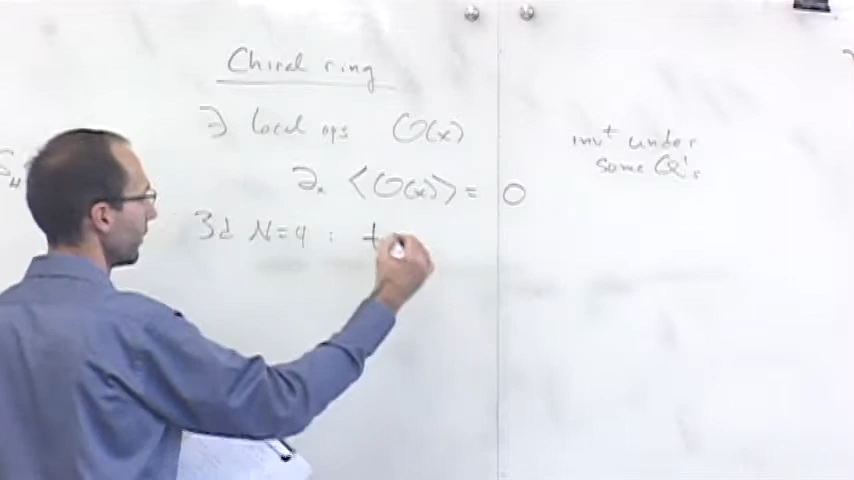 Chiral ring
∃ local ops O(x)
inv^t under
some Q's
∂ₓ ⟨O(x)⟩ = 0
3d N=4 : t